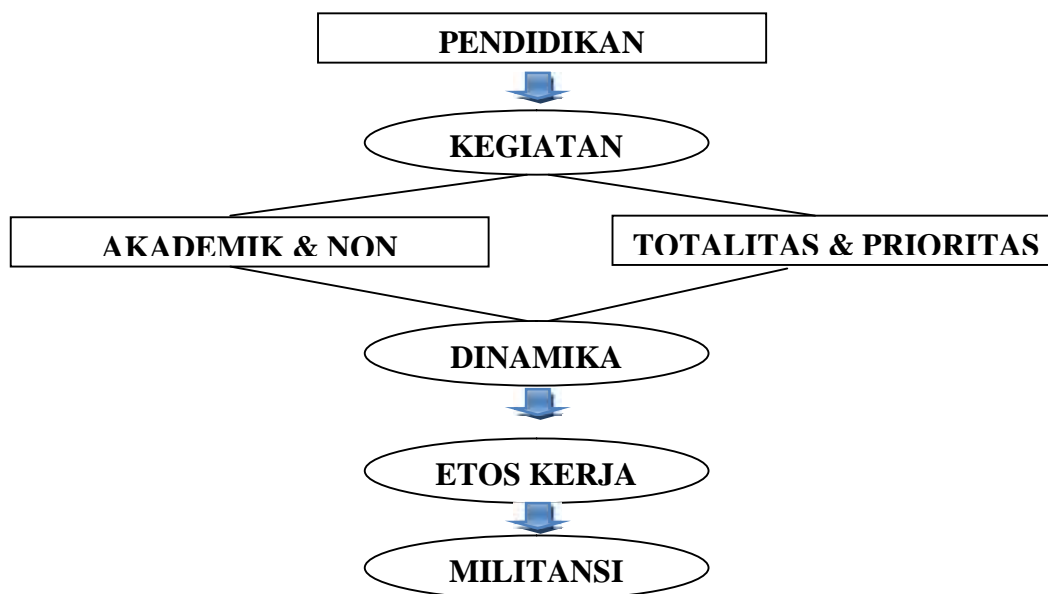 PENDIDIKAN
KEGIATAN
AKADEMIK & NON
TOTALITAS & PRIORITAS
DINAMIKA
ETOS KERJA
MILITANSI